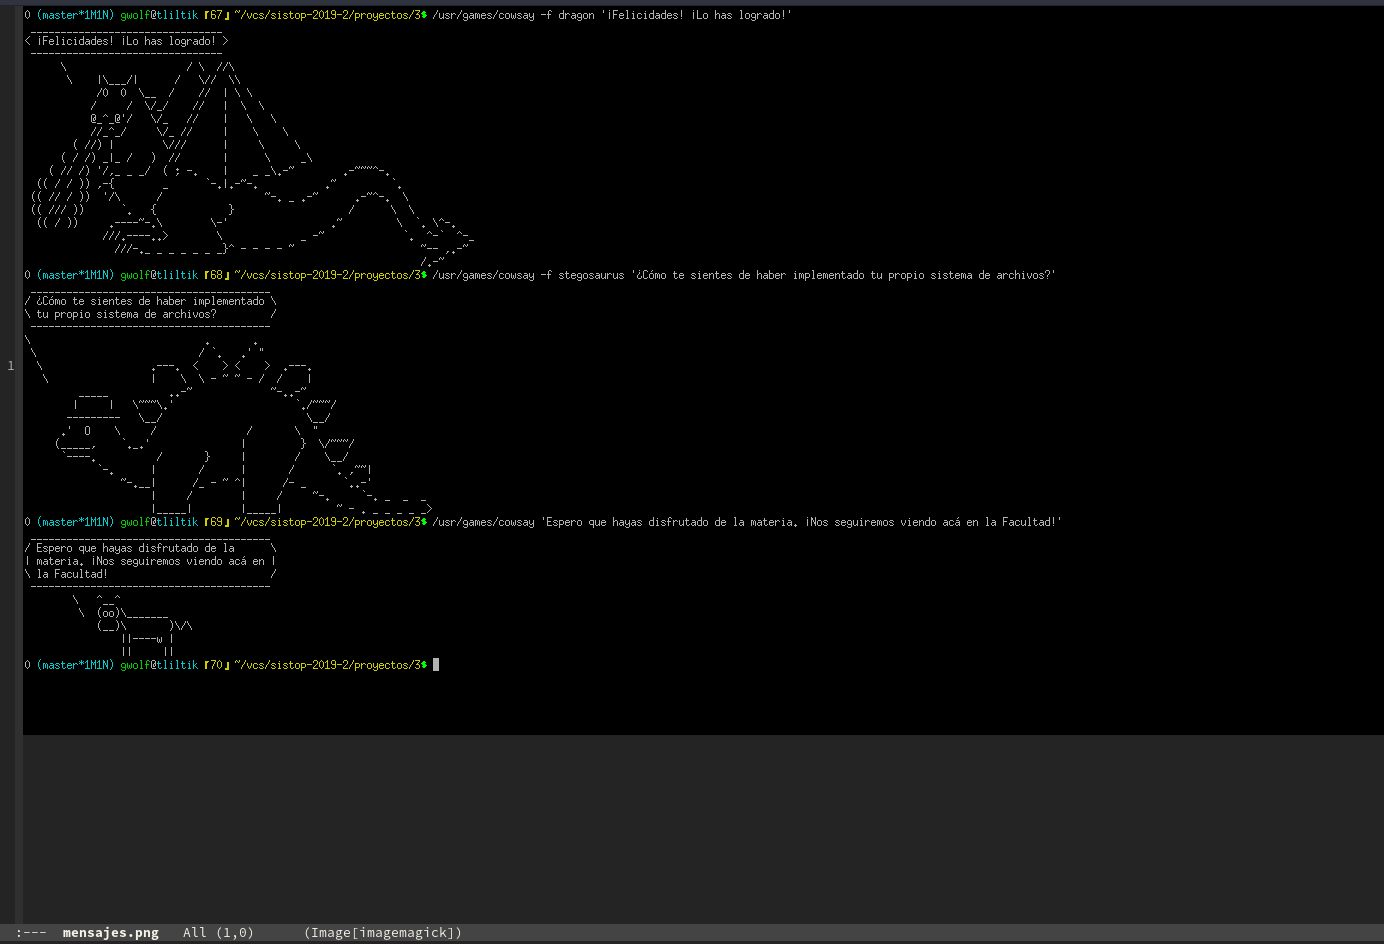 0 (master*1M1N) gwolf@tliltik『67』~/vcs/sistop-2019-2/proyectos/3$ /usr/games/cowsay -f dragon '¡Felicidades! ¡Lo has logrado!'
< ¡Felicidades! ¡Lo has logrado! >
0 (master*1M1N) gwolf@tliltik『68』~/vcs/sistop-2019-2/proyectos/3$ /usr/games/cowsay -f stegosaurus '¿Cómo te sientes de haber implementado tu propio sistema de archivos?'
/ ¿Cómo te sientes de haber implementado \
\ tu propio sistema de archivos? /
1
0 (master*1M1N) gwolf@tliltik『69』~/vcs/sistop-2019-2/proyectos/3$ /usr/games/cowsay 'Espero que hayas disfrutado de la materia. ¡Nos seguiremos viendo acá en la Facultad!'
/ Espero que hayas disfrutado de la \
| materia. ¡Nos seguiremos viendo acá en |
\ la Facultad! /
0 (master*1M1N) gwolf@tliltik『70』~/vcs/sistop-2019-2/proyectos/3$
:--- mensajes.png All (1,0) (Image[imagemagick])